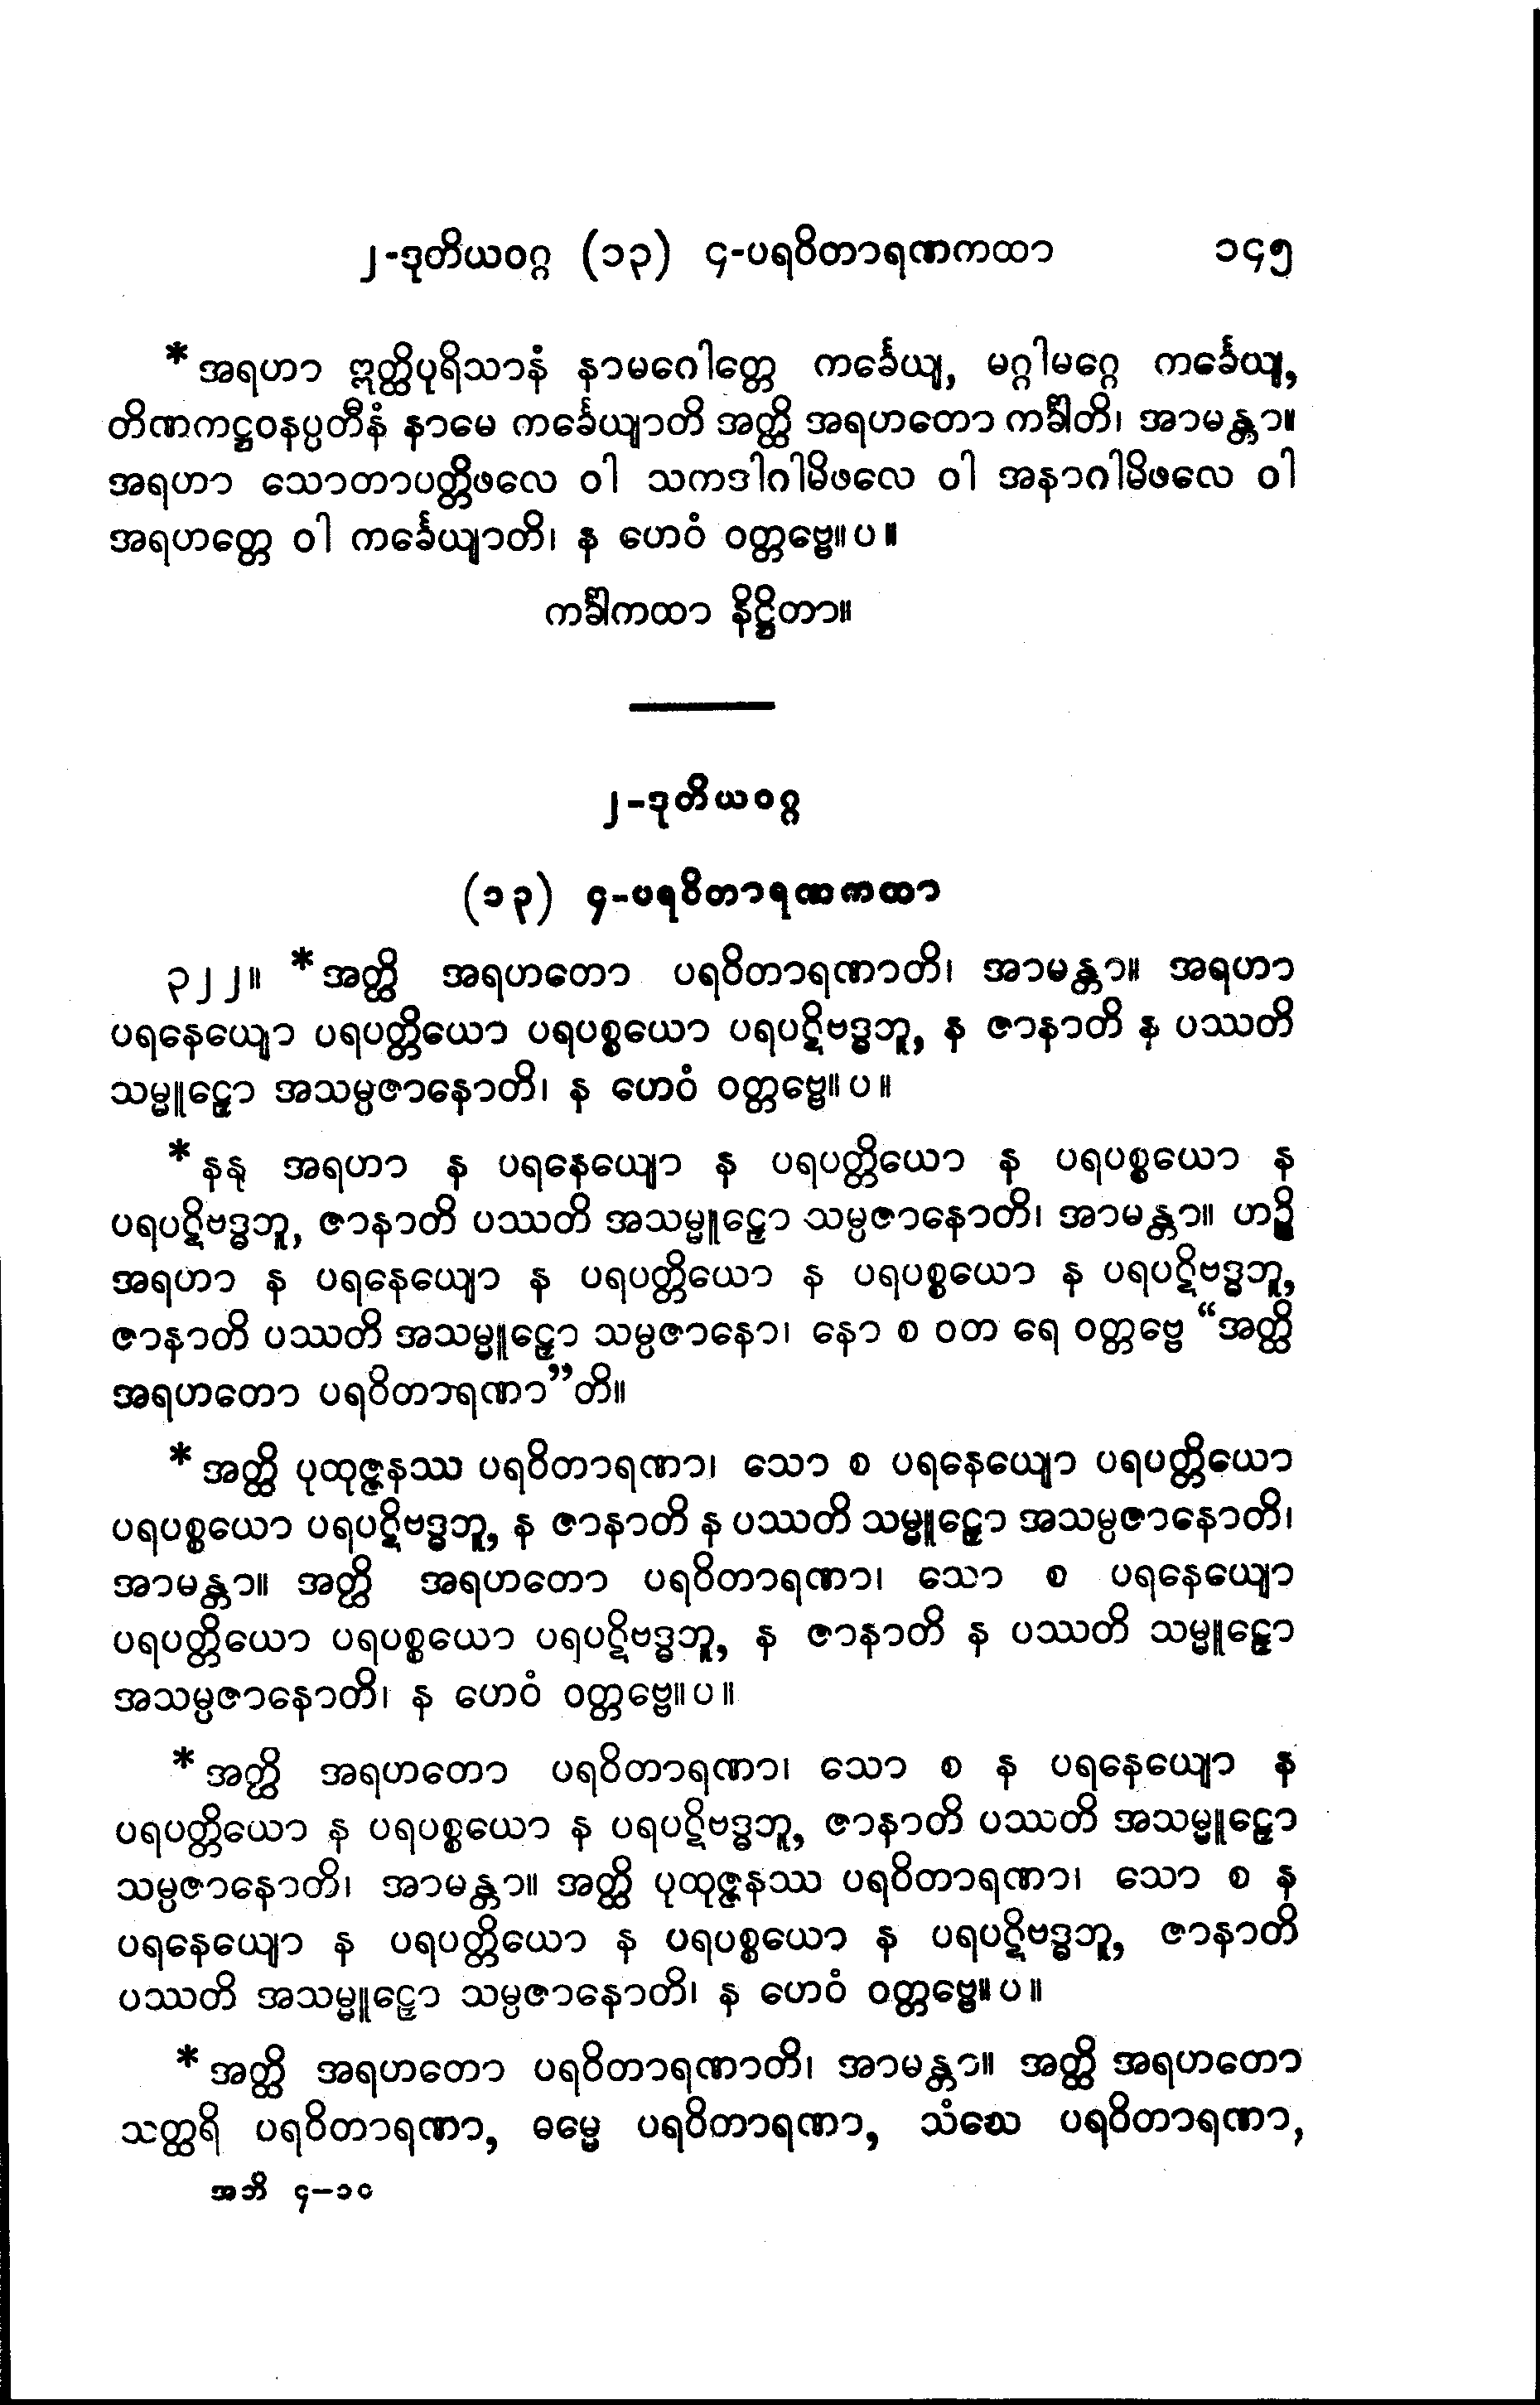 ၂-ဒုတိယဝဂ္ဂ (၁၃) ၄-ပရဝိတာရဏကထာ ၁၄၅
*အရဟာ ဣတ္ထိပုရိသာနံ နာမဂေါတ္တေ ကင်္ခေယျ, မဂ္ဂါမဂ္ဂေ ကင်္ခေယျ,
တိဏကဋ္ဌဝနပ္ပတီနံ နာမေ ကင်္ခေယျာတိ အတ္ထိ အရဟတော ကင်္ခါတိ၊ အာမန္တာ။
အရဟာ သောတာပတ္တိဖလေ ဝါ သကဒါဂါမိဖလေ ဝါ အနာဂါမိဖလေ ဝါ
အရဟတ္တေ ဝါ ကင်္ခေယျာတိ၊ န ဟေဝံ ဝတ္တဗ္ဗေ။ ပ ။
ကင်္ခါကထာ နိဋ္ဌိတာ။
၂-ဒုတိယဝဂ္ဂ
(၁၃) ၄-ပရဝိတာရဏကထာ
၃၂၂။ *အတ္ထိ အရဟတော ပရဝိတာရဏာတိ၊ အာမန္တာ။ အရဟာ
ပရနေယျော ပရပတ္တိယော ပရပစ္စယော ပရပဋိဗဒ္ဓဘူ, န ဇာနာတိ န ပဿတိ
သမ္မူဠှော အသမ္ပဇာနောတိ၊ န ဟေဝံ ဝတ္တဗ္ဗေ။ ပ ။
*နနု အရဟာ န ပရနေယျော န ပရပတ္တိယော န ပရပစ္စယော န
ပရပဋိဗဒ္ဓဘူ, ဇာနာတိ ပဿတိ အသမ္မူဠှော သမ္ပဇာနောတိ၊ အာမန္တာ။ ဟဉ္စိ
အရဟာ န ပရနေယျော န ပရပတ္တိယော န ပရပစ္စယော န ပရပဋိဗဒ္ဓဘူ,
ဇာနာတိ ပဿတိ အသမ္မူဠှော သမ္ပဇာနော၊ နော စ ဝတ ရေ ဝတ္တဗ္ဗေ “အတ္ထိ
အရဟတော ပရဝိတာရဏာ”တိ။
*အတ္ထိ ပုထုဇ္ဇနဿ ပရဝိတာရဏာ၊ သော စ ပရနေယျော ပရပတ္တိယော
ပရပစ္စယော ပရပဋိဗဒ္ဓဘူ, န ဇာနာတိ န ပဿတိ သမ္မူဠှော အသမ္ပဇာနောတိ၊
အာမန္တာ။ အတ္ထိ အရဟတော ပရဝိတာရဏာ၊ သော စ ပရနေယျော
ပရပတ္တိယော ပရပစ္စယော ပရပဋိဗဒ္ဓဘူ, န ဇာနာတိ န ပဿတိ သမ္မူဠှော
အသမ္ပဇာနောတိ၊ န ဟေဝံ ဝတ္တဗ္ဗေ။ ပ ။
*အတ္ထိ အရဟတော ပရဝိတာရဏာ၊ သော စ န ပရနေယျော န
ပရပတ္တိယော န ပရပစ္စယော န ပရပဋိဗဒ္ဓဘူ, ဇာနာတိ ပဿတိ အသမ္မူဠှော
သမ္ပဇာနောတိ၊ အာမန္တာ။ အတ္ထိ ပုထုဇ္ဇနဿ ပရဝိတာရဏာ၊ သော စ န
ပရနေယျော န ပရပတ္တိယော န ပရပစ္စယော န ပရပဋိဗဒ္ဓဘူ, ဇာနာတိ
ပဿတိ အသမ္မူဠှော သမ္ပဇာနောတိ၊ န ဟေဝံ ဝတ္တဗ္ဗေ။ ပ ။
*အတ္ထိ အရဟတော ပရဝိတာရဏာတိ၊ အာမန္တာ။ အတ္ထိ အရဟတော
သတ္ထရိ ပရဝိတာရဏာ, ဓမ္မေ ပရဝိတာရဏာ, သံဃေ ပရဝိတာရဏာ,
အဘိ ၄–၁၀